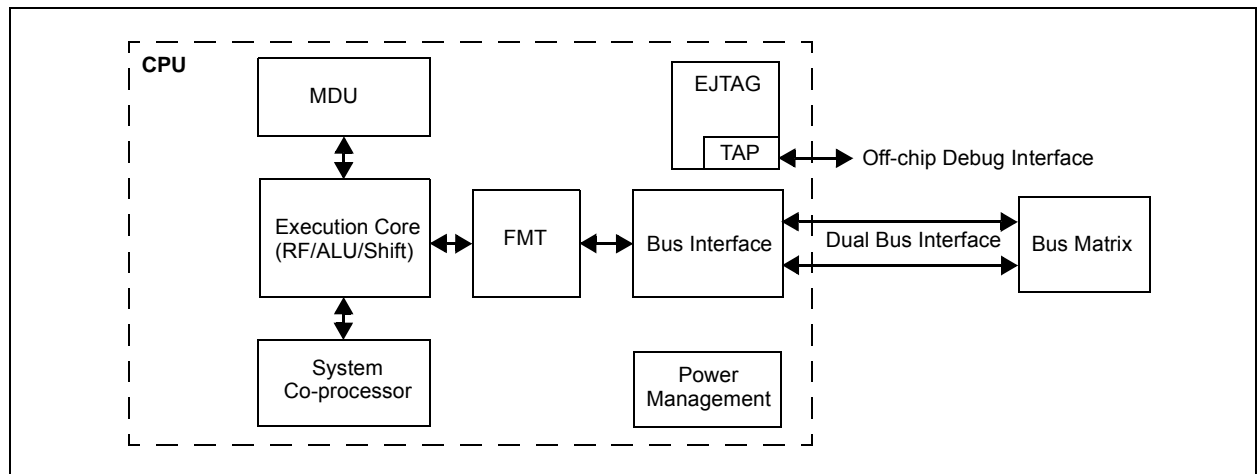 CPU
MDU
EJTAG
TAP
Off-chip Debug Interface
Execution Core
(RF/ALU/Shift)
FMT
Bus Interface
Dual Bus Interface
Bus Matrix
System
Co-processor
Power
Management